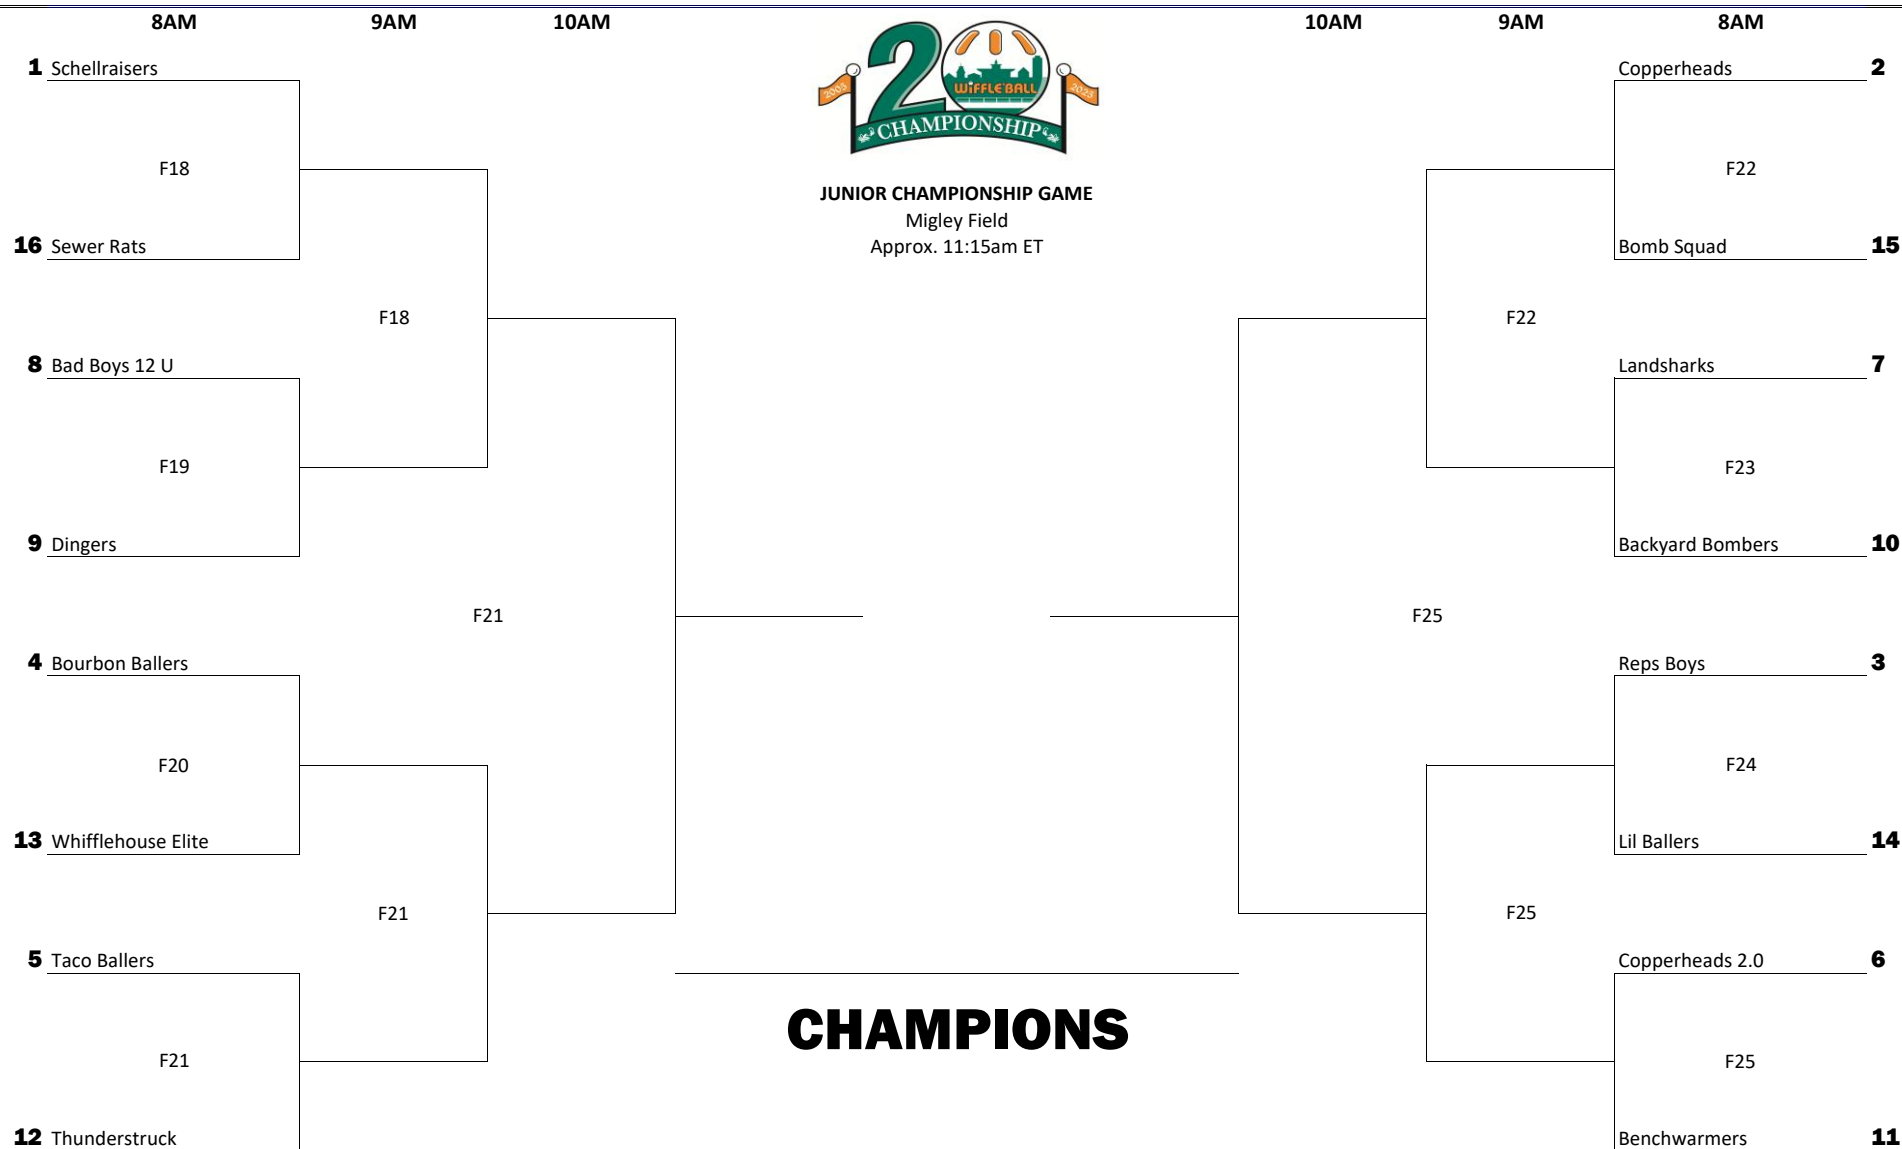 8AM 9AM 10AM 10AM 9AM 8AM
2003 20 WIFFLE BALL 2023
CHAMPIONSHIP
1 Schellraisers
Copperheads 2
F18
F22
JUNIOR CHAMPIONSHIP GAME
Migley Field
Approx. 11:15am ET
16 Sewer Rats
Bomb Squad 15
F18
F22
8 Bad Boys 12 U
Landsharks 7
F19
F23
9 Dingers
Backyard Bombers 10
F21
F25
4 Bourbon Ballers
Reps Boys 3
F20
F24
13 Whifflehouse Elite
Lil Ballers 14
F21
F25
5 Taco Ballers
Copperheads 2.0 6
CHAMPIONS
F21
F25
12 Thunderstruck
Benchwarmers 11